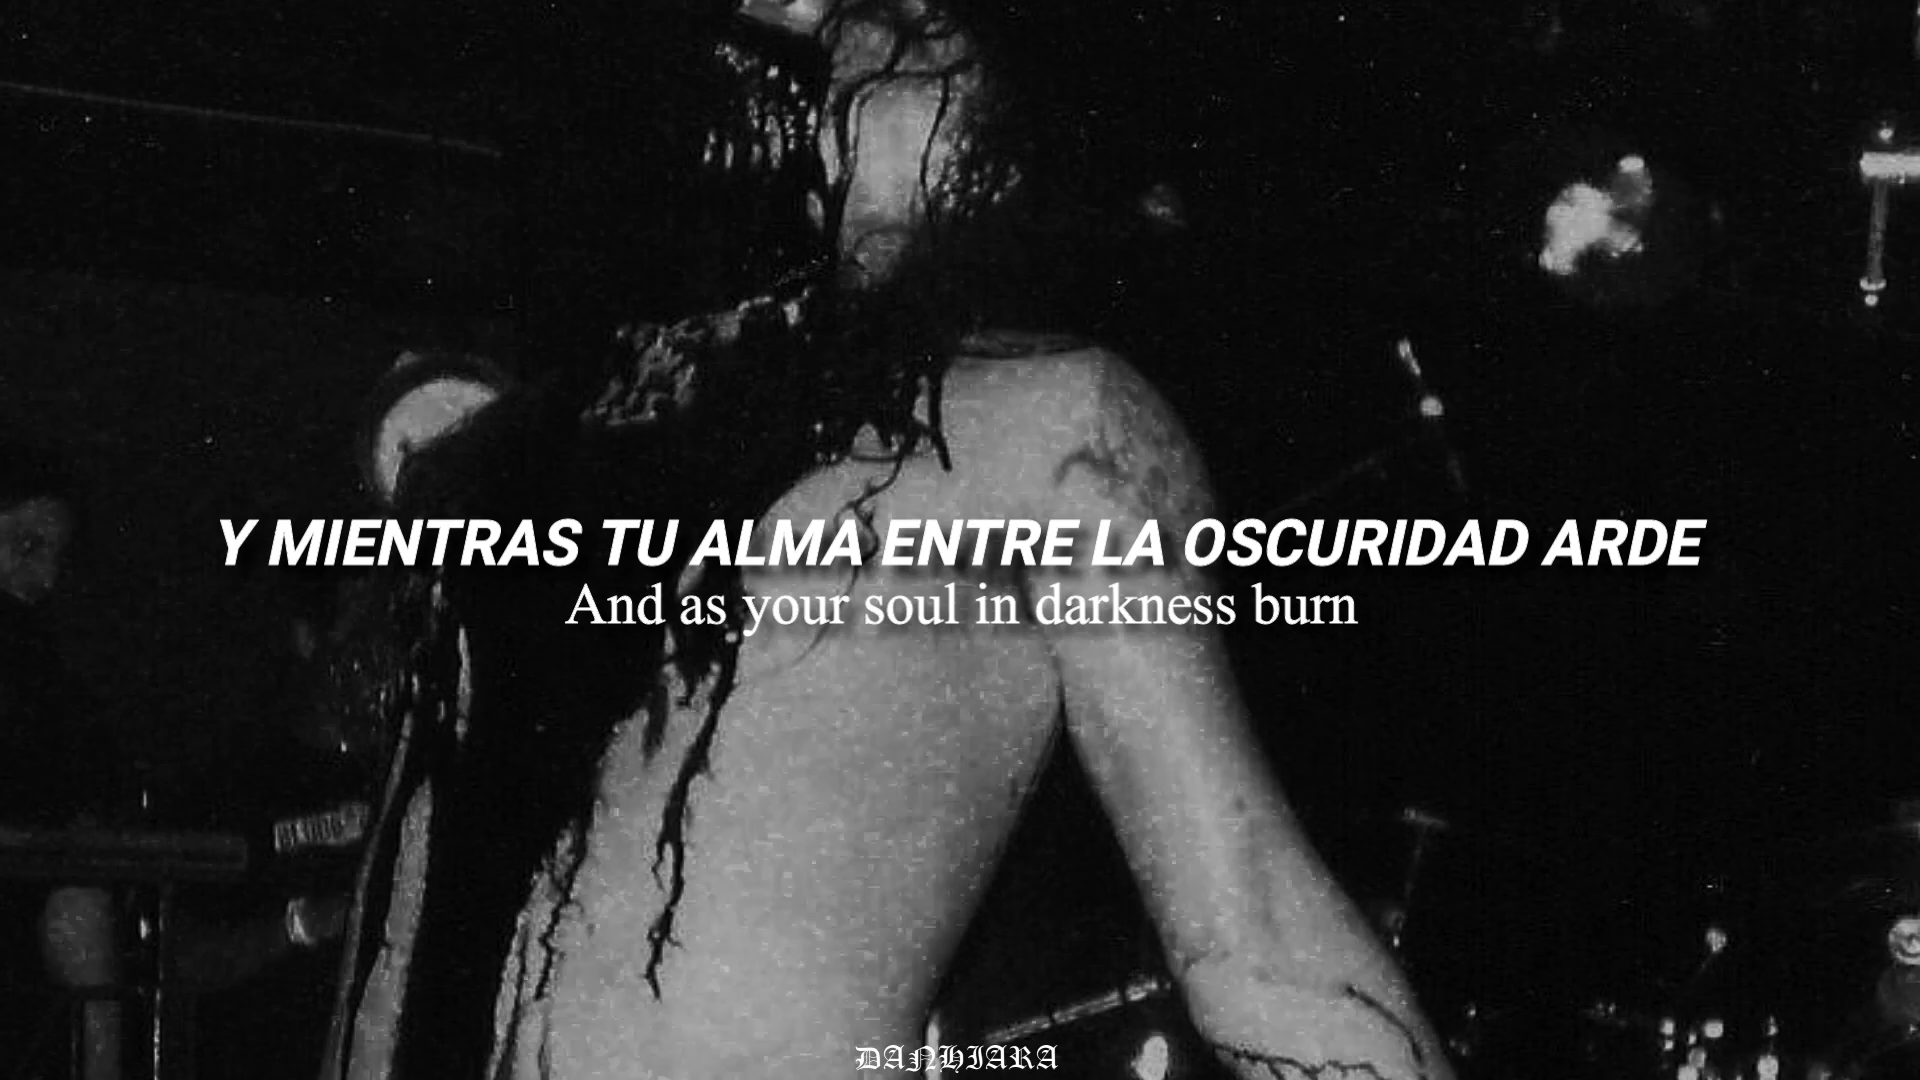 Y MIENTRAS TU ALMA ENTRE LA OSCURIDAD ARDE
And as your soul in darkness burn
DANHIARA